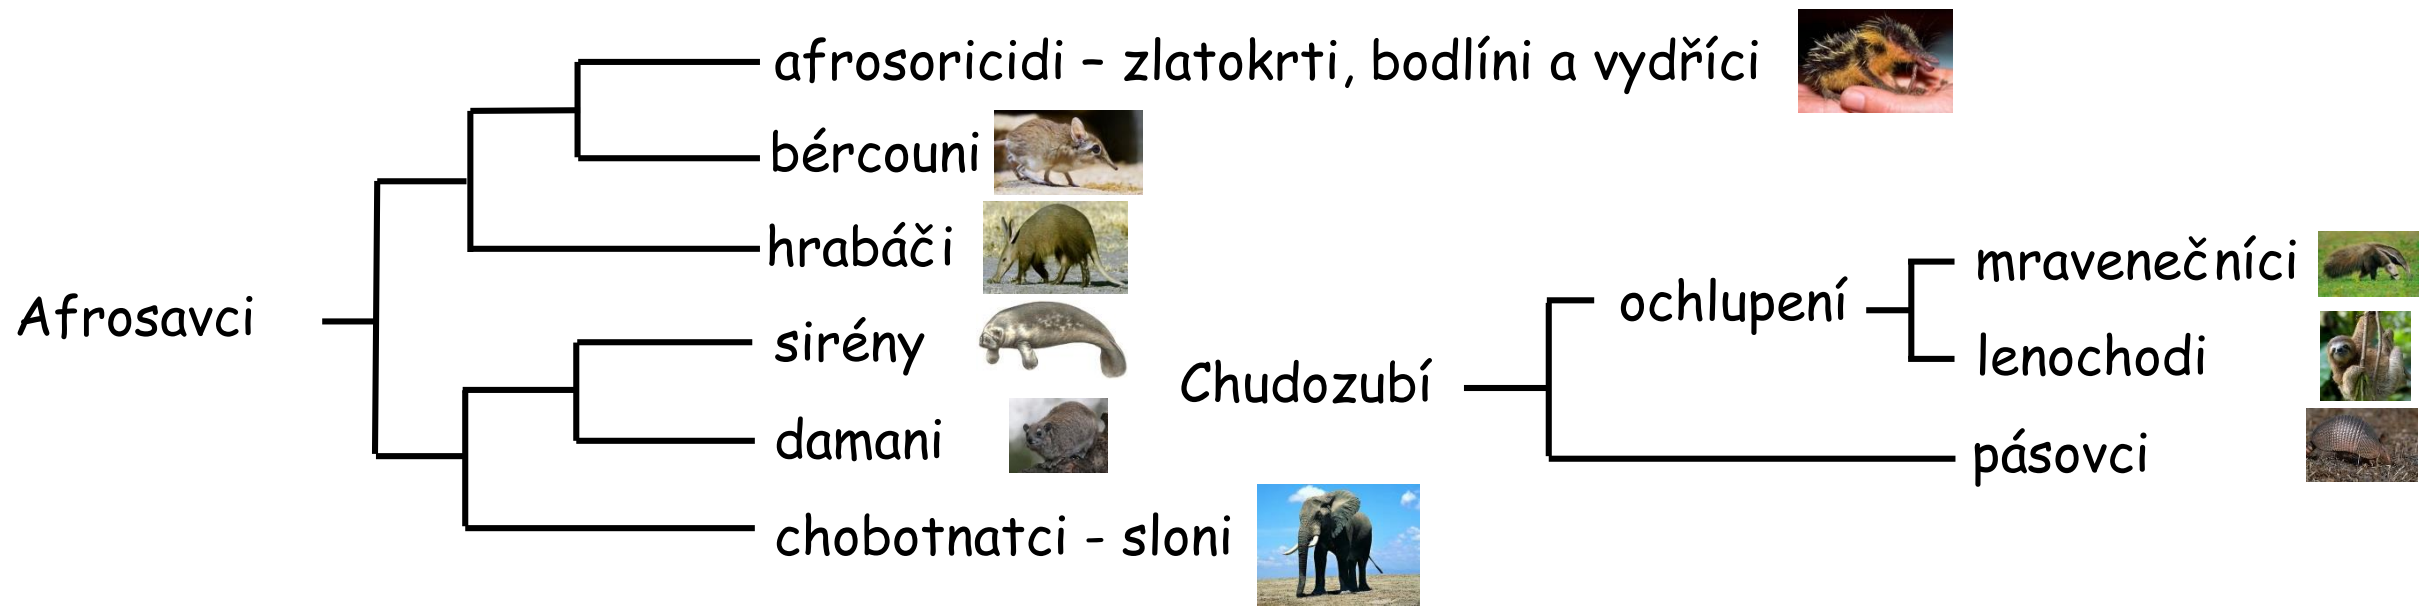 afrosoricidi – zlatokrti, bodlíni a vydříci
bércouni
hrabáči
Afrosavci
sirény
damani
chobotnatci - sloni
mravenečníci
ochlupení
lenochodi
Chudozubí
pásovci